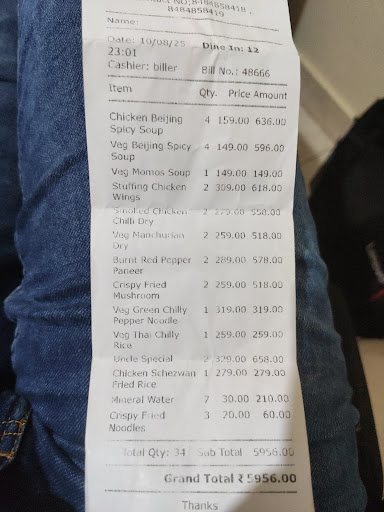 8484858419
Name:
Date: 10/08/25 Dine In: 12
23:01
Cashier: biller Bill No.: 48666
Item Qty. Price Amount
Chicken Beijing 4 159.00 636.00
Spicy Soup
Veg Beijing Spicy 4 149.00 596.00
Soup
Veg Momos Soup 1 149.00 149.00
Stuffing Chicken 2 309.00 618.00
Wings
Smoked Chicken 2 279.00 558.00
Chilli Dry
Veg Manchurian 2 259.00 518.00
Dry
Burnt Red Pepper 2 289.00 578.00
Paneer
Crispy Fried 2 259.00 518.00
Mushroom
Veg Green Chilly 1 319.00 319.00
Pepper Noodle
Veg Thai Chilly 1 259.00 259.00
Rice
Uncle Special 2 329.00 658.00
Chicken Schezwan 1 279.00 279.00
Fried Rice
Mineral Water 7 30.00 210.00
Crispy Fried 3 20.00 60.00
Noodles
Total Qty: 34 Sub Total 5956.00
Grand Total ₹ 5956.00
Thanks